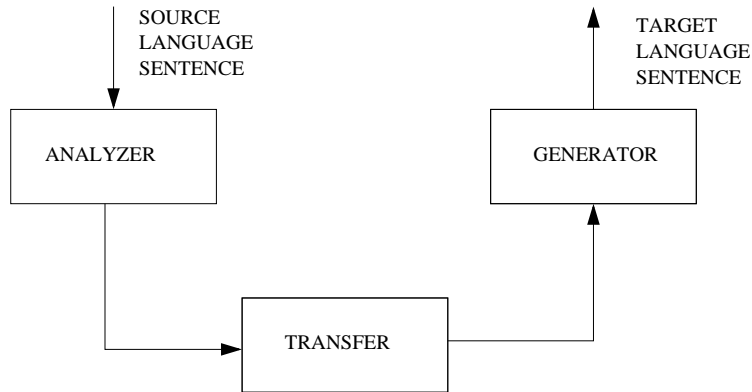 SOURCE
LANGUAGE
SENTENCE
TARGET
LANGUAGE
SENTENCE
ANALYZER
GENERATOR
TRANSFER